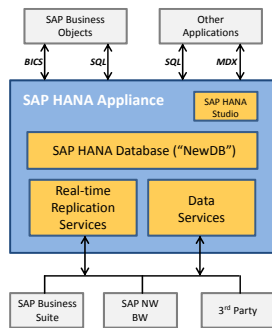 SAP Business Other
Objects Applications
BICS SQL SQL MDX
SAP HANA Appliance
SAP HANA
Studio
SAP HANA Database (“NewDB”)
Real-time
Replication
Services
Data
Services
SAP Business
Suite
SAP NW
BW
3rd Party